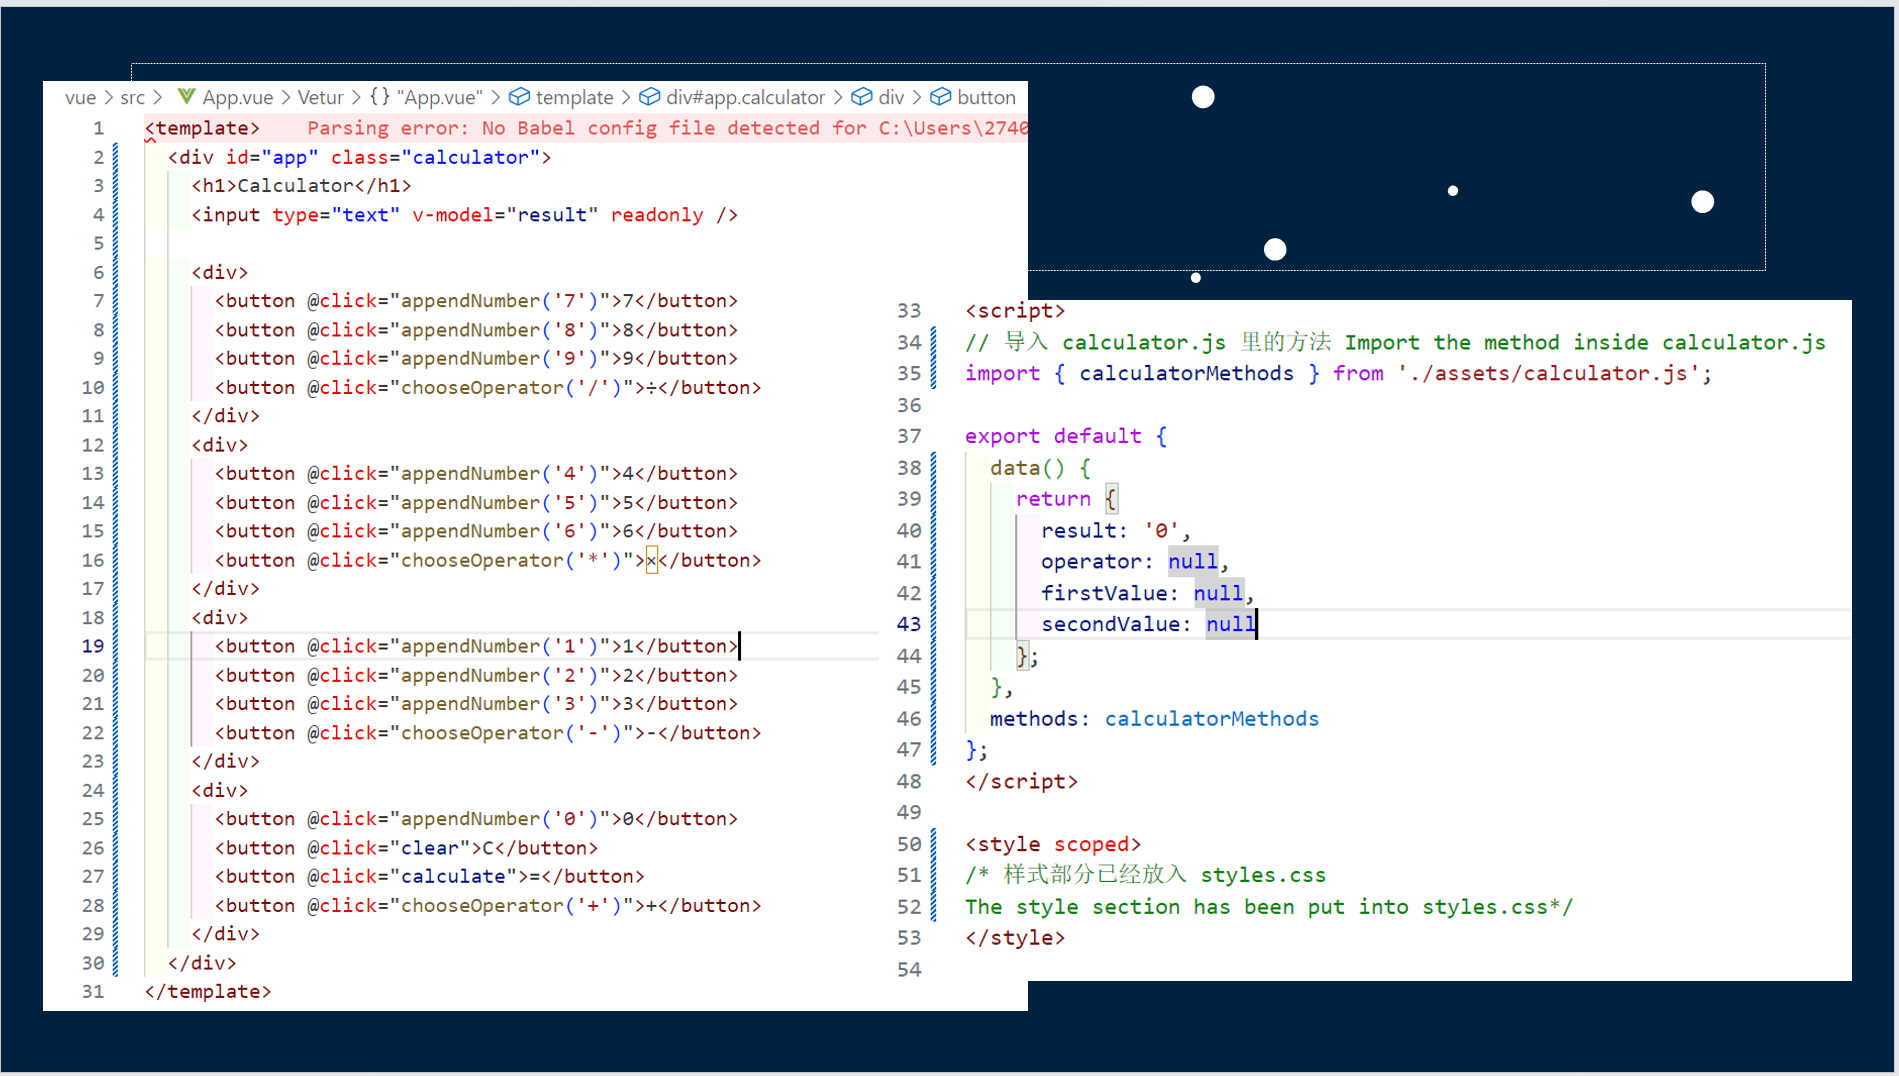 vue > src > App.vue > Vetur > {} "App.vue" > template > div#app.calculator > div > button
1 <template> Parsing error: No Babel config file detected for C:\Users\2740
2 <div id="app" class="calculator">
3 <h1>Calculator</h1>
4 <input type="text" v-model="result" readonly />
5
6 <div>
7 <button @click="appendNumber('7')">7</button>
8 <button @click="appendNumber('8')">8</button>
9 <button @click="appendNumber('9')">9</button>
10 <button @click="chooseOperator('/')">÷</button>
11 </div>
12 <div>
13 <button @click="appendNumber('4')">4</button>
14 <button @click="appendNumber('5')">5</button>
15 <button @click="appendNumber('6')">6</button>
16 <button @click="chooseOperator('*')">×</button>
17 </div>
18 <div>
19 <button @click="appendNumber('1')">1</button>
20 <button @click="appendNumber('2')">2</button>
21 <button @click="appendNumber('3')">3</button>
22 <button @click="chooseOperator('-')">-</button>
23 </div>
24 <div>
25 <button @click="appendNumber('0')">0</button>
26 <button @click="clear">C</button>
27 <button @click="calculate">=</button>
28 <button @click="chooseOperator('+')">+</button>
29 </div>
30 </div>
31 </template>
33 <script>
34 // 导入 calculator.js 里的方法 Import the method inside calculator.js
35 import { calculatorMethods } from './assets/calculator.js';
36
37 export default {
38 data() {
39 return {
40 result: '0',
41 operator: null,
42 firstValue: null,
43 secondValue: null
44 };
45 },
46 methods: calculatorMethods
47 };
48 </script>
49
50 <style scoped>
51 /* 样式部分已经放入 styles.css
52 The style section has been put into styles.css*/
53 </style>
54